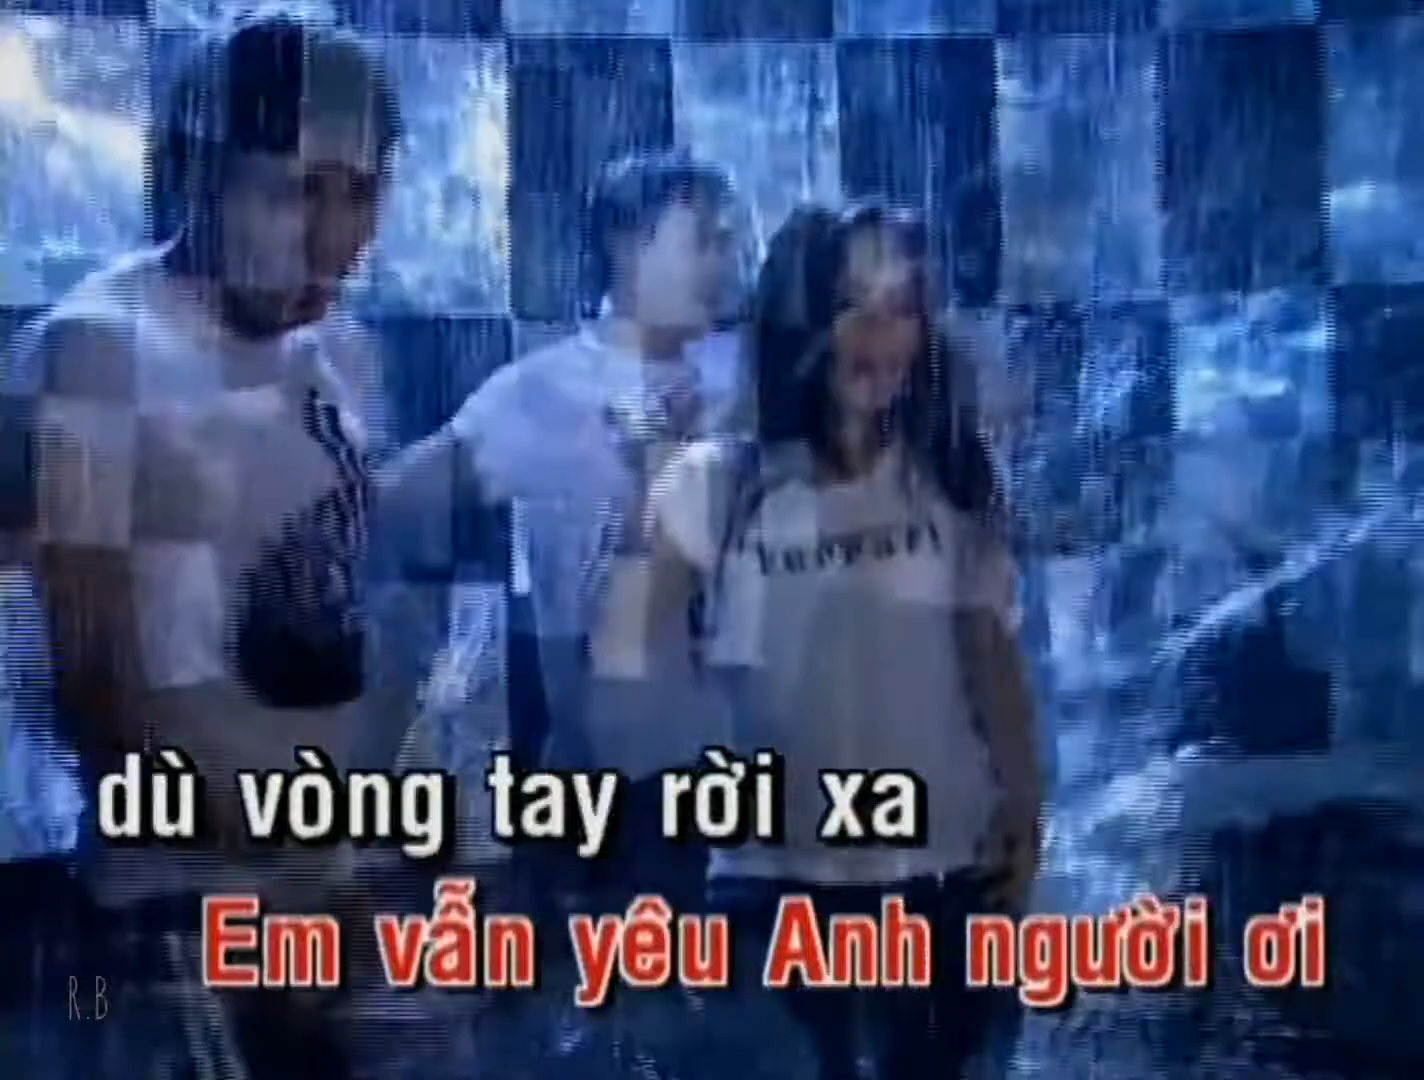 dù vòng tay rời xa
Em vẫn yêu Anh người ơi
R.B